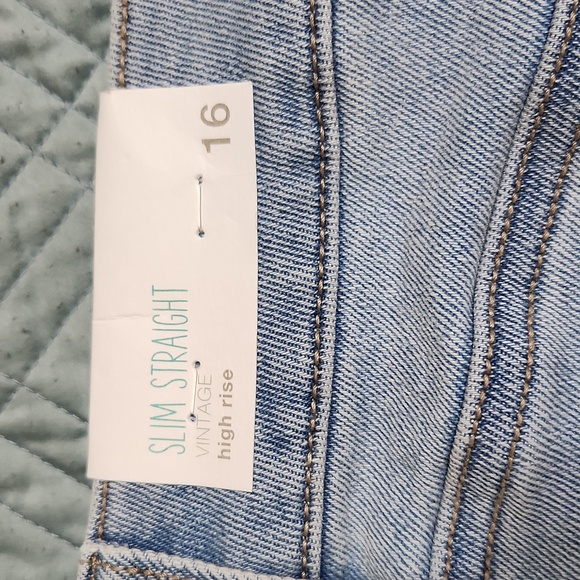 SLIM STRAIGHT
VINTAGE
high rise
16